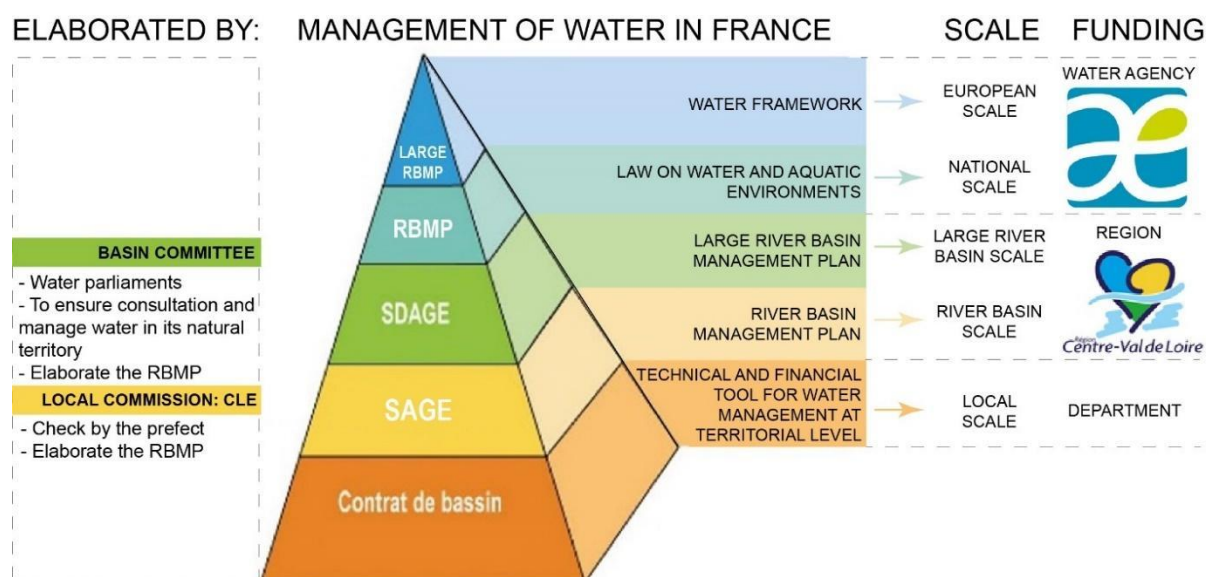 ELABORATED BY:
MANAGEMENT OF WATER IN FRANCE
SCALE
FUNDING
BASIN COMMITTEE
- Water parliaments
- To ensure consultation and
manage water in its natural
territory
- Elaborate the RBMP
LOCAL COMMISSION: CLE
- Check by the prefect
- Elaborate the RBMP
LARGE
RBMP
RBMP
SDAGE
SAGE
Contrat de bassin
WATER FRAMEWORK
LAW ON WATER AND AQUATIC
ENVIRONMENTS
LARGE RIVER BASIN
MANAGEMENT PLAN
RIVER BASIN
MANAGEMENT PLAN
TECHNICAL AND FINANCIAL
TOOL FOR WATER
MANAGEMENT AT
TERRITORIAL LEVEL
EUROPEAN
SCALE
NATIONAL
SCALE
LARGE RIVER
BASIN SCALE
RIVER BASIN
SCALE
LOCAL
SCALE
WATER AGENCY
æ
REGION
Région
Centre-Val de Loire
DEPARTMENT